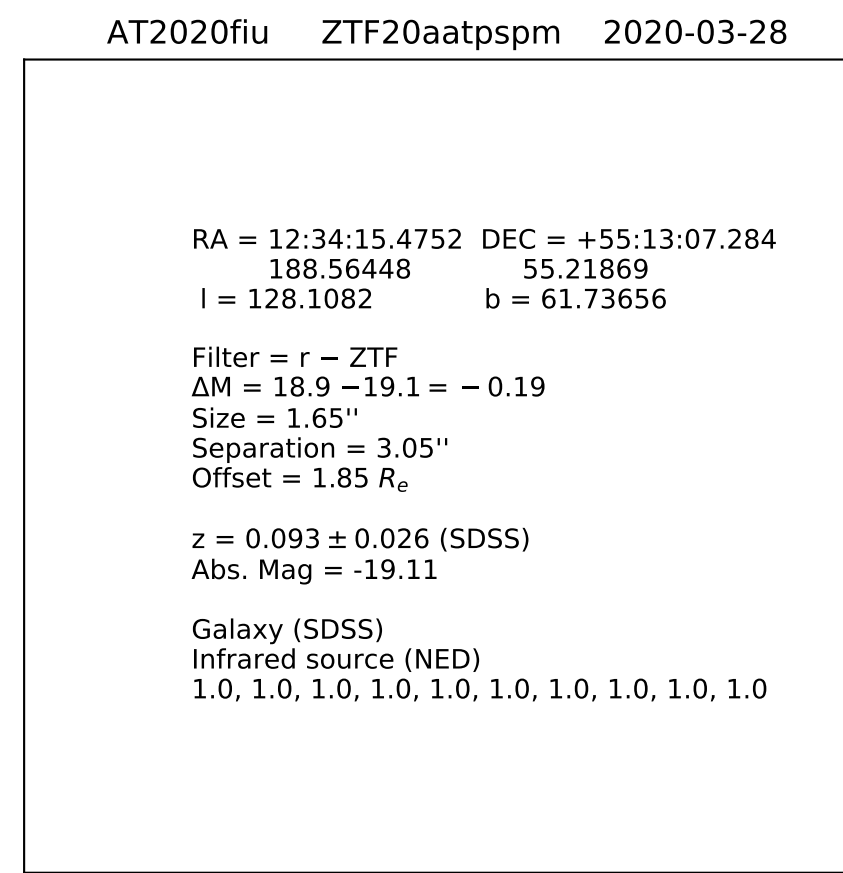 AT2020fiu ZTF20aatpspm 2020-03-28
RA = 12:34:15.4752 DEC = +55:13:07.284
188.56448 55.21869
l = 128.1082 b = 61.73656
Filter = r − ZTF
ΔM = 18.9 −19.1 = − 0.19
Size = 1.65''
Separation = 3.05''
Offset = 1.85 Rₑ
z = 0.093 ± 0.026 (SDSS)
Abs. Mag = -19.11
Galaxy (SDSS)
Infrared source (NED)
1.0, 1.0, 1.0, 1.0, 1.0, 1.0, 1.0, 1.0, 1.0, 1.0